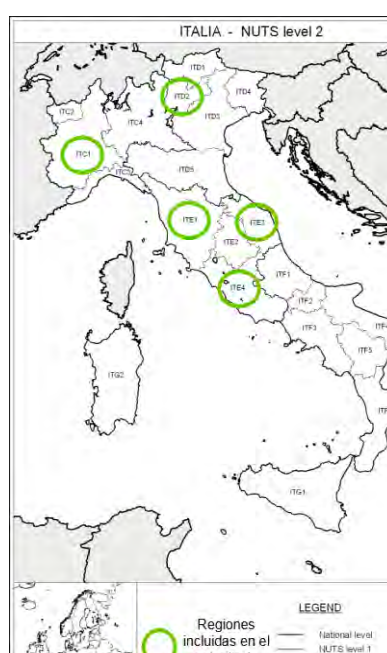 ITALIA - NUTS level 2
ITD1
ITD2
ITD4
ITC2
ITC4
ITD3
ITC1
ITC3
ITD5
ITE1
ITE3
ITE2
ITE4
ITF1
ITF2
ITF3
ITF5
ITG2
ITG1
LEGEND
Regiones
incluidas en el
National level
NUTS level 1